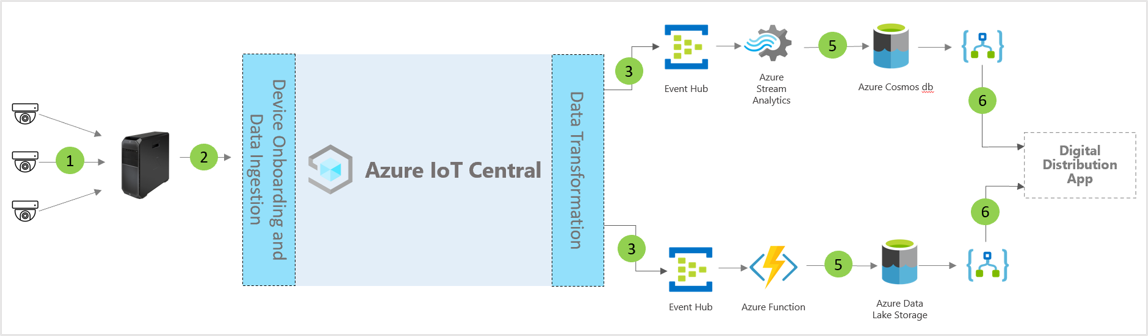 1
2
Device Onboarding and
Data Ingestion
Azure IoT Central
Data Transformation
3
Event Hub
Azure
Stream
Analytics
5
Azure Cosmos db
6
Digital
Distribution
App
3
Event Hub
Azure Function
5
Azure Data
Lake Storage
6